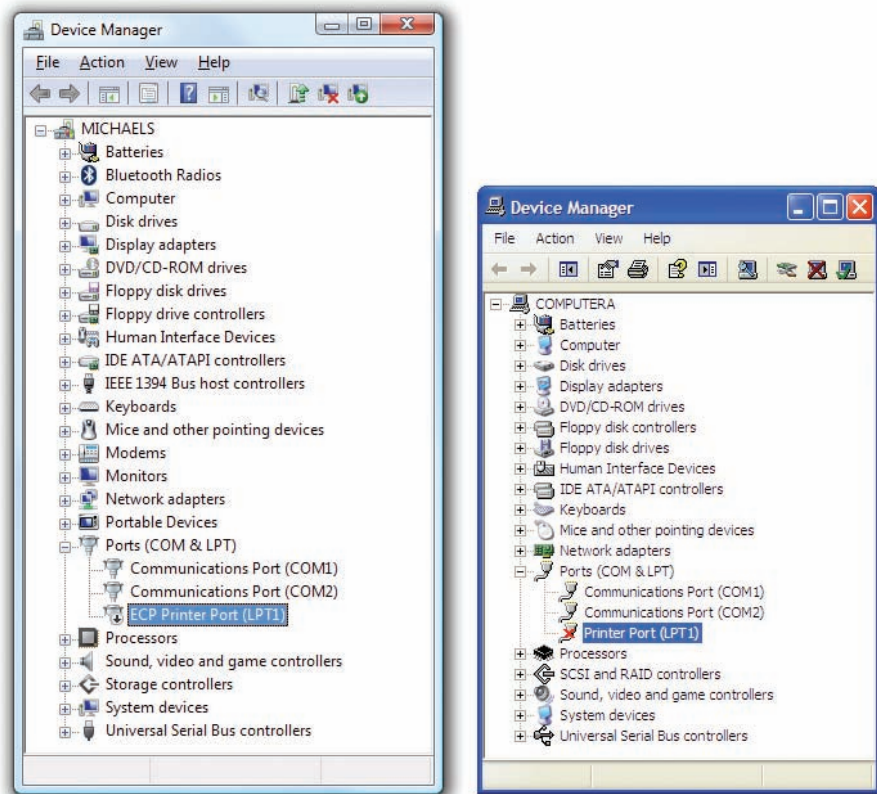 Device Manager
File Action View Help
MICHAELS
Batteries
Bluetooth Radios
Computer
Disk drives
Display adapters
DVD/CD-ROM drives
Floppy disk drives
Floppy drive controllers
Human Interface Devices
IDE ATA/ATAPI controllers
IEEE 1394 Bus host controllers
Keyboards
Mice and other pointing devices
Modems
Monitors
Network adapters
Portable Devices
Ports (COM & LPT)
Communications Port (COM1)
Communications Port (COM2)
ECP Printer Port (LPT1)
Processors
Sound, video and game controllers
Storage controllers
System devices
Universal Serial Bus controllers
Device Manager
File Action View Help
COMPUTERA
Batteries
Computer
Disk drives
Display adapters
DVD/CD-ROM drives
Floppy disk controllers
Floppy disk drives
Human Interface Devices
IDE ATA/ATAPI controllers
Keyboards
Mice and other pointing devices
Network adapters
Ports (COM & LPT)
Communications Port (COM1)
Communications Port (COM2)
Printer Port (LPT1)
Processors
SCSI and RAID controllers
Sound, video and game controllers
System devices
Universal Serial Bus controllers